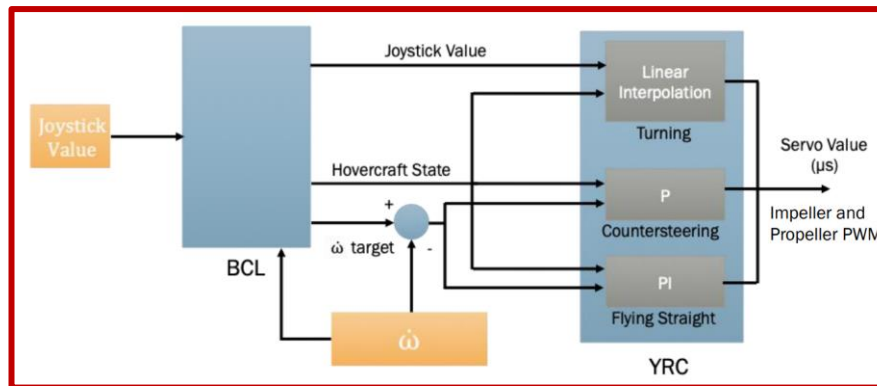 Joystick Value
Joystick
Value
Linear
Interpolation
Turning
Servo Value
(µs)
Hovercraft State
P
Impeller and
Propeller PWM
+
Countersteering
ω̇ target
-
BCL
PI
Flying Straight
ω̇
YRC